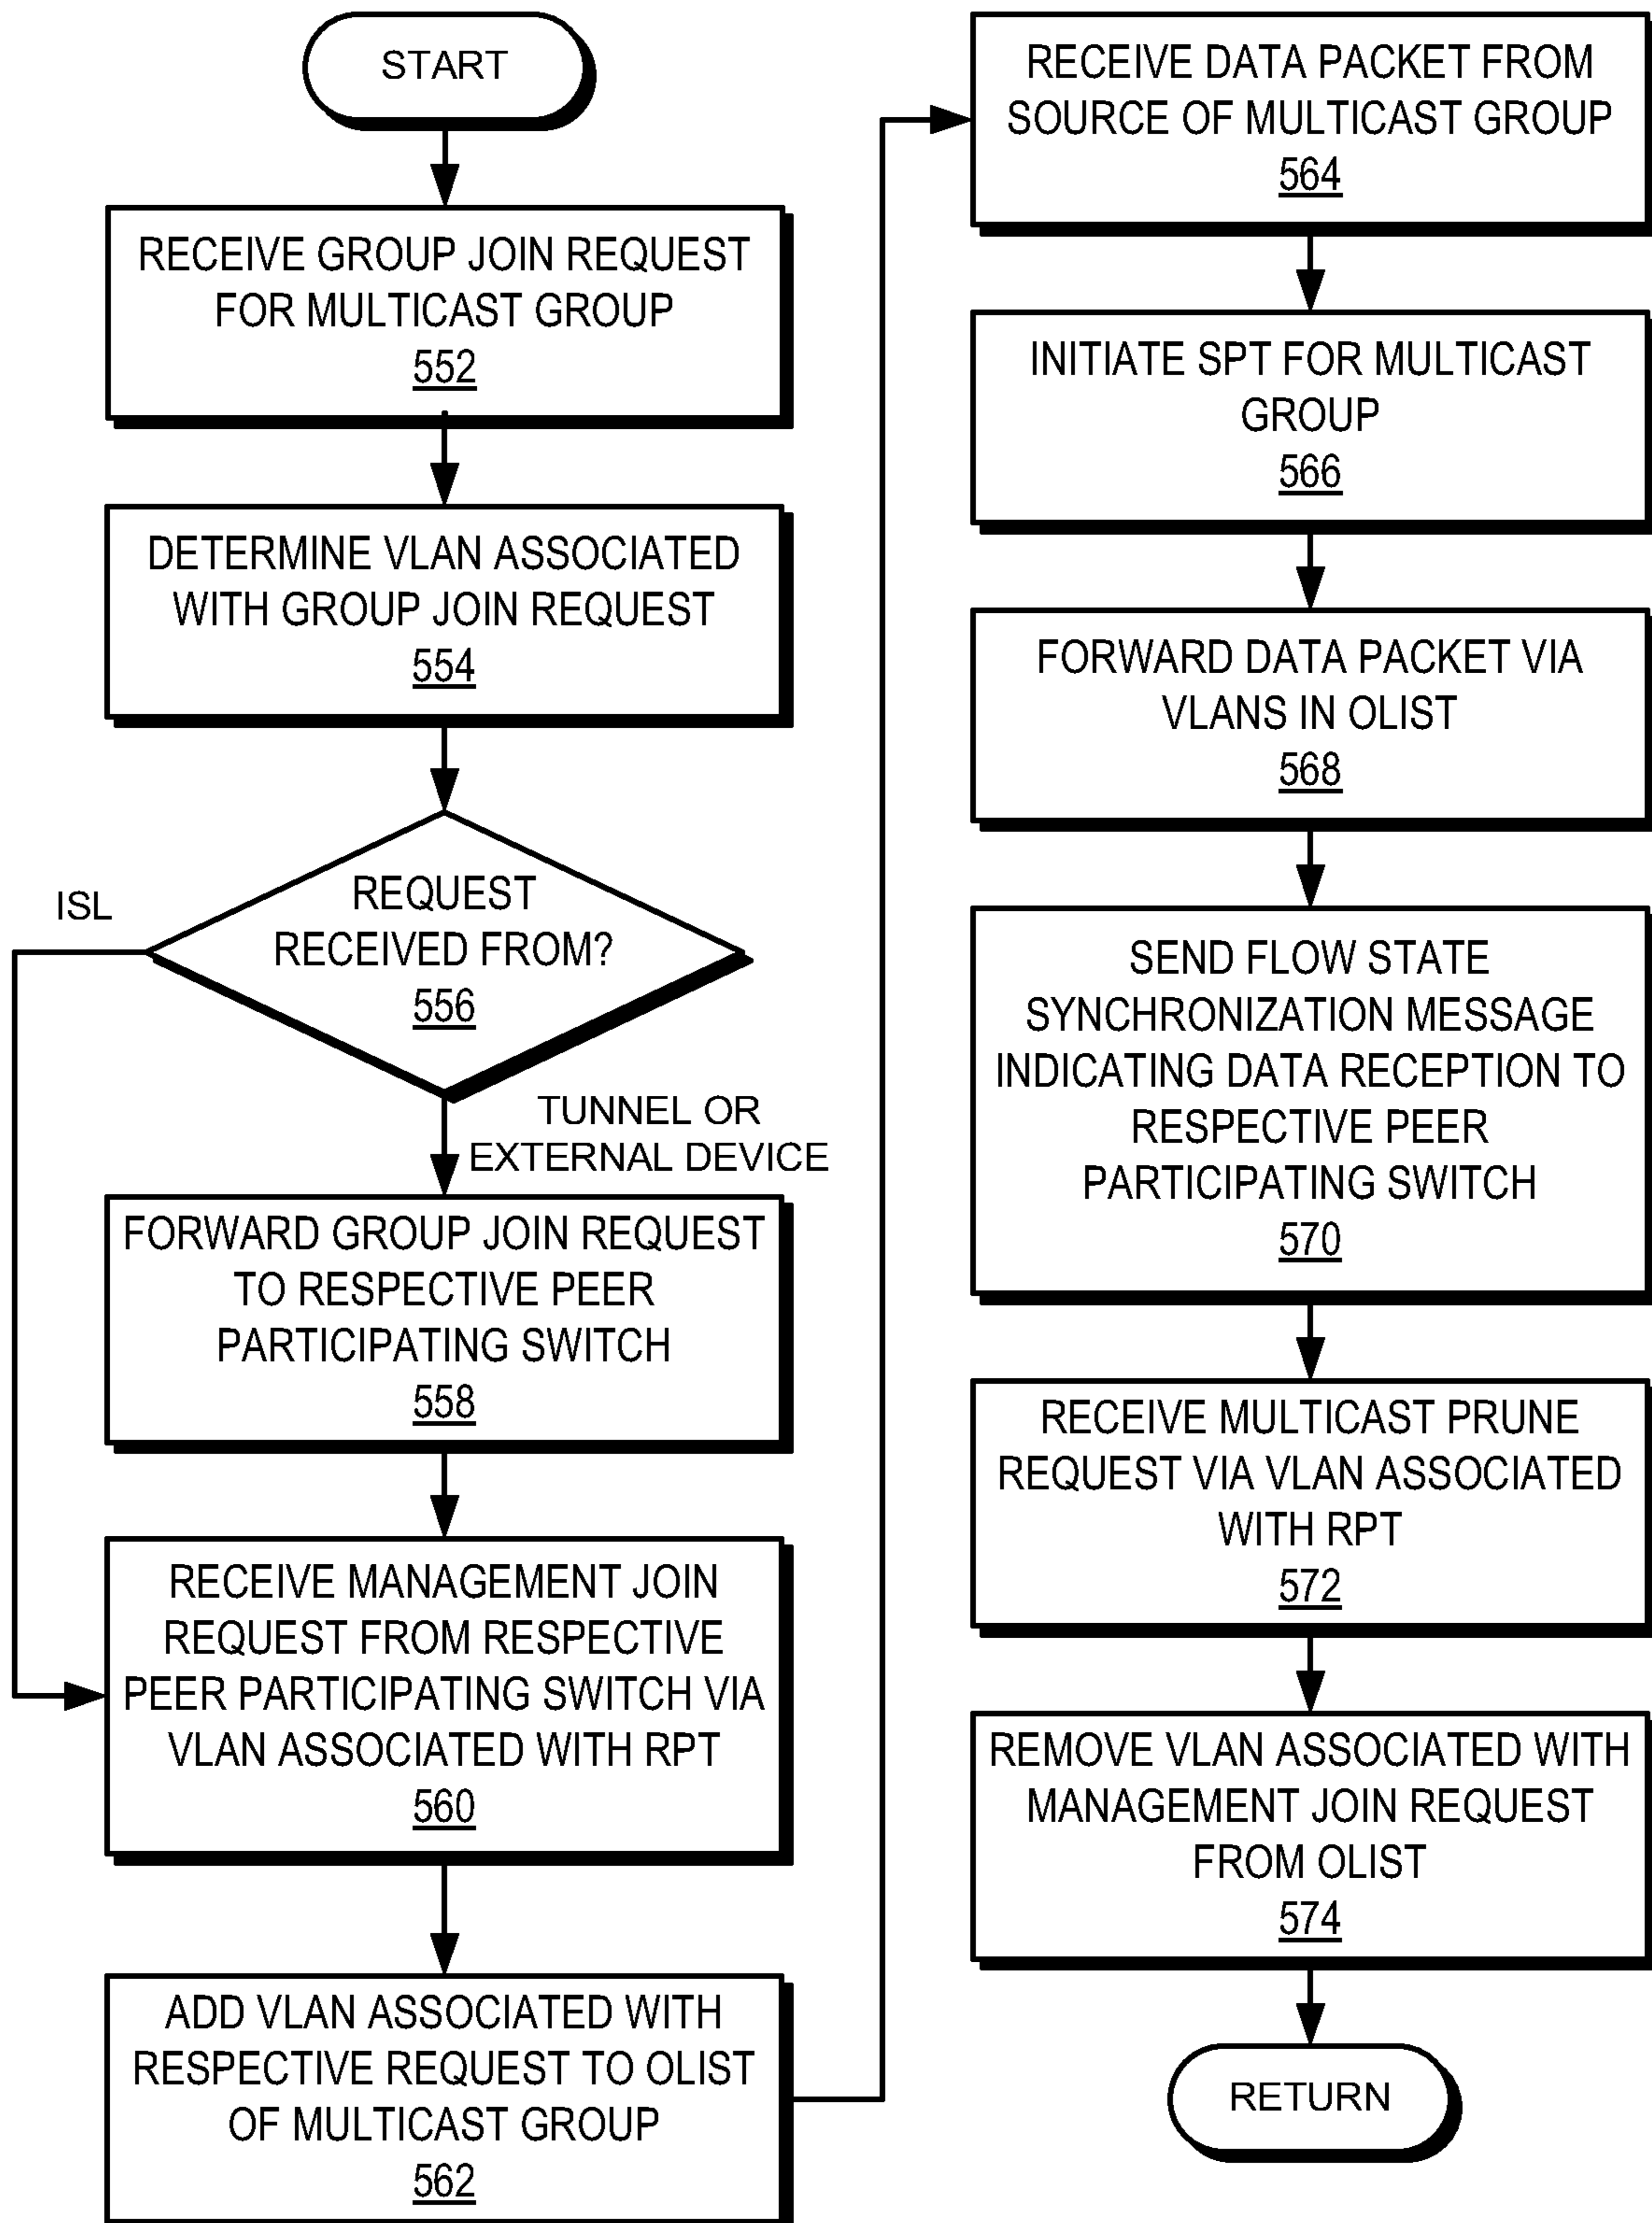 START
RECEIVE GROUP JOIN REQUEST
FOR MULTICAST GROUP
552
DETERMINE VLAN ASSOCIATED
WITH GROUP JOIN REQUEST
554
REQUEST
RECEIVED FROM?
556
ISL
TUNNEL OR
EXTERNAL DEVICE
FORWARD GROUP JOIN REQUEST
TO RESPECTIVE PEER
PARTICIPATING SWITCH
558
RECEIVE MANAGEMENT JOIN
REQUEST FROM RESPECTIVE
PEER PARTICIPATING SWITCH VIA
VLAN ASSOCIATED WITH RPT
560
ADD VLAN ASSOCIATED WITH
RESPECTIVE REQUEST TO OLIST
OF MULTICAST GROUP
562
RECEIVE DATA PACKET FROM
SOURCE OF MULTICAST GROUP
564
INITIATE SPT FOR MULTICAST
GROUP
566
FORWARD DATA PACKET VIA
VLANS IN OLIST
568
SEND FLOW STATE
SYNCHRONIZATION MESSAGE
INDICATING DATA RECEPTION TO
RESPECTIVE PEER
PARTICIPATING SWITCH
570
RECEIVE MULTICAST PRUNE
REQUEST VIA VLAN ASSOCIATED
WITH RPT
572
REMOVE VLAN ASSOCIATED WITH
MANAGEMENT JOIN REQUEST
FROM OLIST
574
RETURN